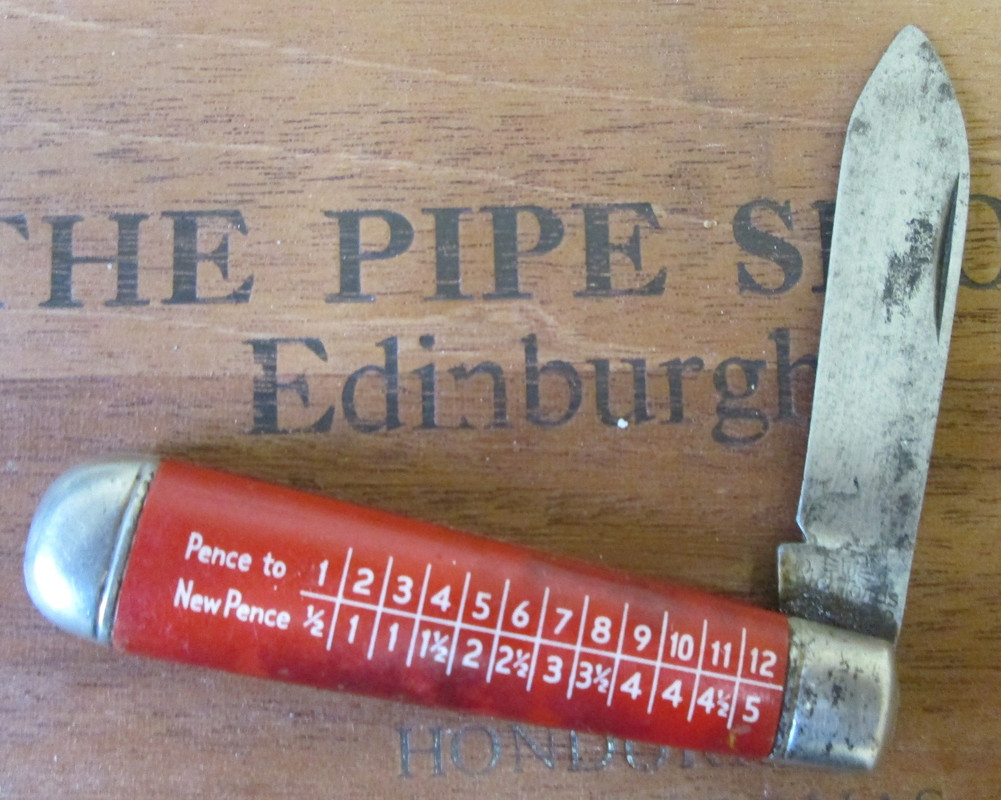 THE PIPE
Edinburgh
Pence to 1 2 3 4 5 6 7 8 9 10 11 12
New Pence ½ 1 1 1½ 2 2½ 3 3½ 4 4 4½ 5